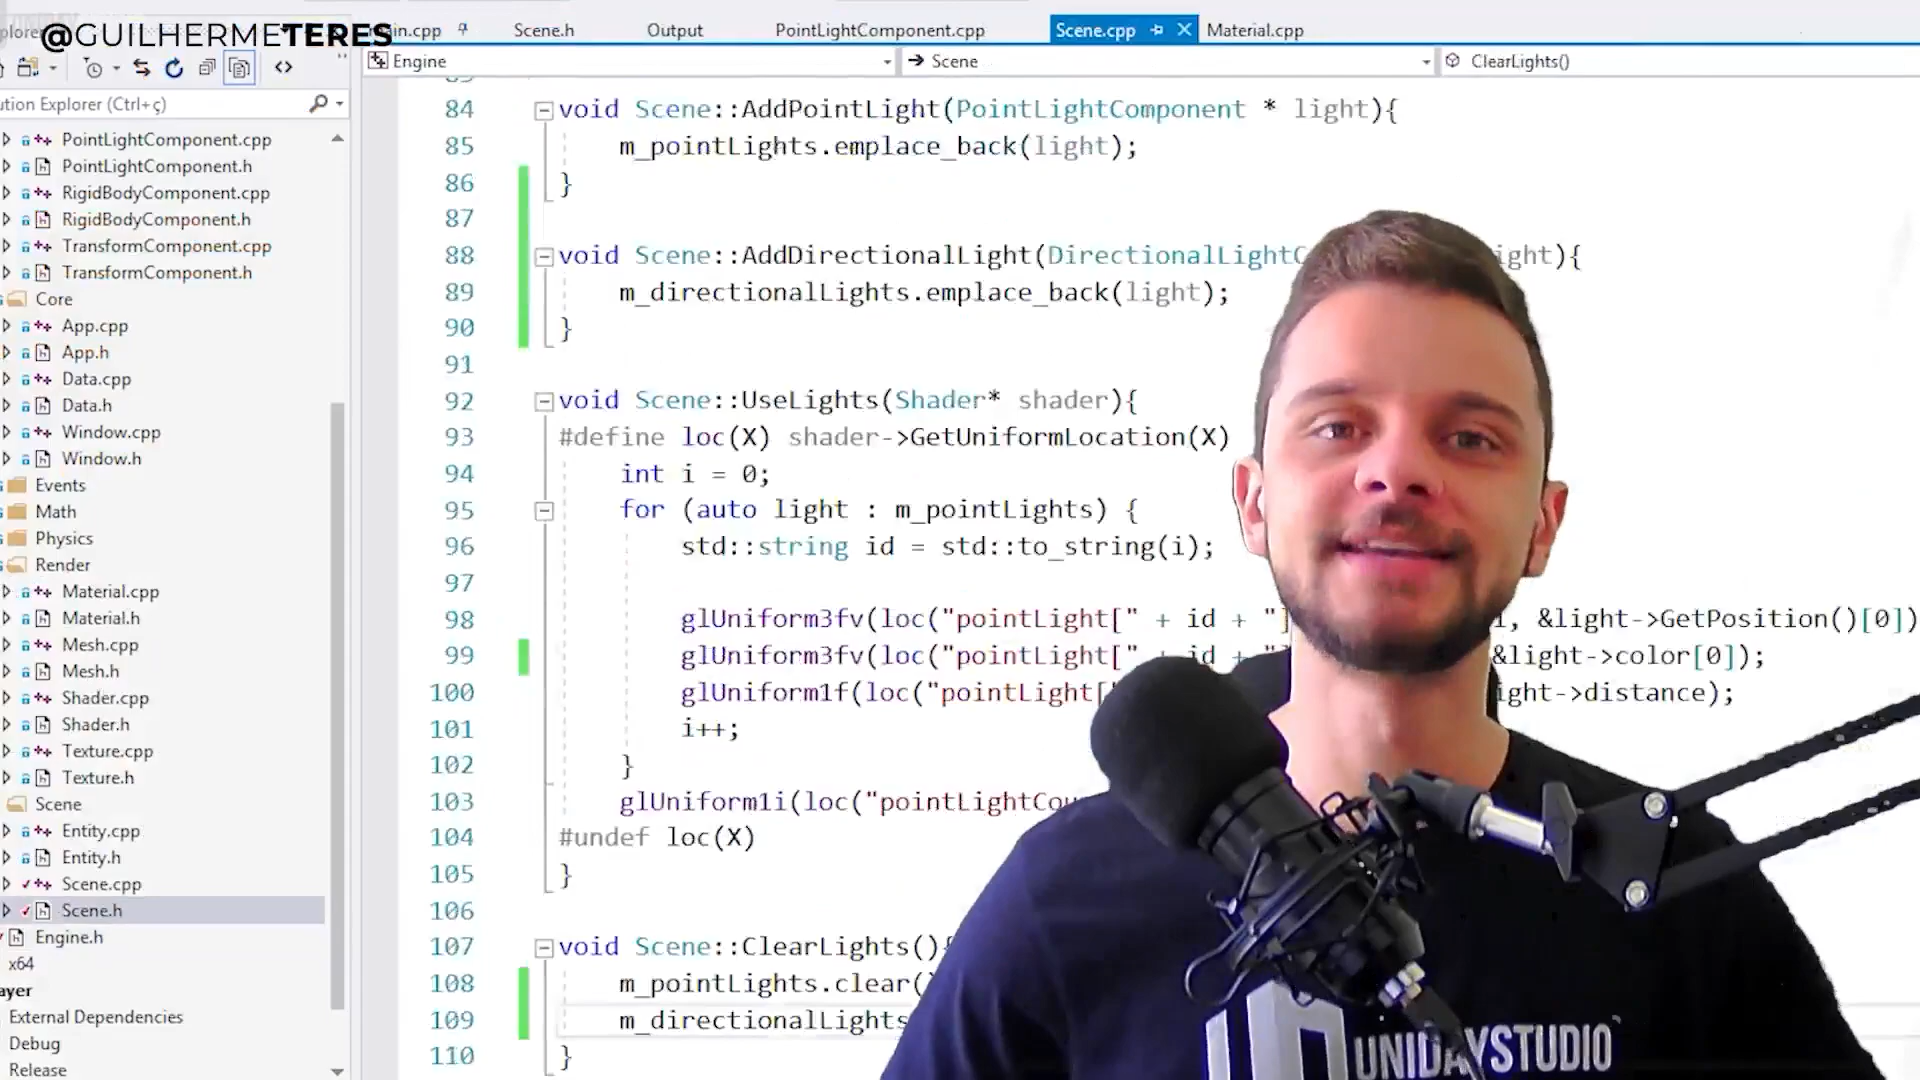 @GUILHERMETERES
main.cpp
Scene.h
Output
PointLightComponent.cpp
Scene.cpp
Material.cpp
Engine
Scene
ClearLights()
ution Explorer (Ctrl+ç)
PointLightComponent.cpp
PointLightComponent.h
RigidBodyComponent.cpp
RigidBodyComponent.h
TransformComponent.cpp
TransformComponent.h
Core
App.cpp
App.h
Data.cpp
Data.h
Window.cpp
Window.h
Events
Math
Physics
Render
Material.cpp
Material.h
Mesh.cpp
Mesh.h
Shader.cpp
Shader.h
Texture.cpp
Texture.h
Scene
Entity.cpp
Entity.h
Scene.cpp
Scene.h
Engine.h
x64
ayer
External Dependencies
Debug
Release
84 void Scene::AddPointLight(PointLightComponent * light){
85 m_pointLights.emplace_back(light);
86 }
87
88 void Scene::AddDirectionalLight(DirectionalLightC ight){
89 m_directionalLights.emplace_back(light);
90 }
91
92 void Scene::UseLights(Shader* shader){
93 #define loc(X) shader->GetUniformLocation(X)
94 int i = 0;
95 for (auto light : m_pointLights) {
96 std::string id = std::to_string(i);
97
98 glUniform3fv(loc("pointLight[" + id + "] , &light->GetPosition()[0])
99 glUniform3fv(loc("pointLight[" + id + " &light->color[0]);
100 glUniform1f(loc("pointLight[ ight->distance);
101 i++;
102 }
103 glUniform1i(loc("pointLightCou
104 #undef loc(X)
105 }
106
107 void Scene::ClearLights(){
108 m_pointLights.clear(
109 m_directionalLights
110 }
UNIDAYSTUDIO